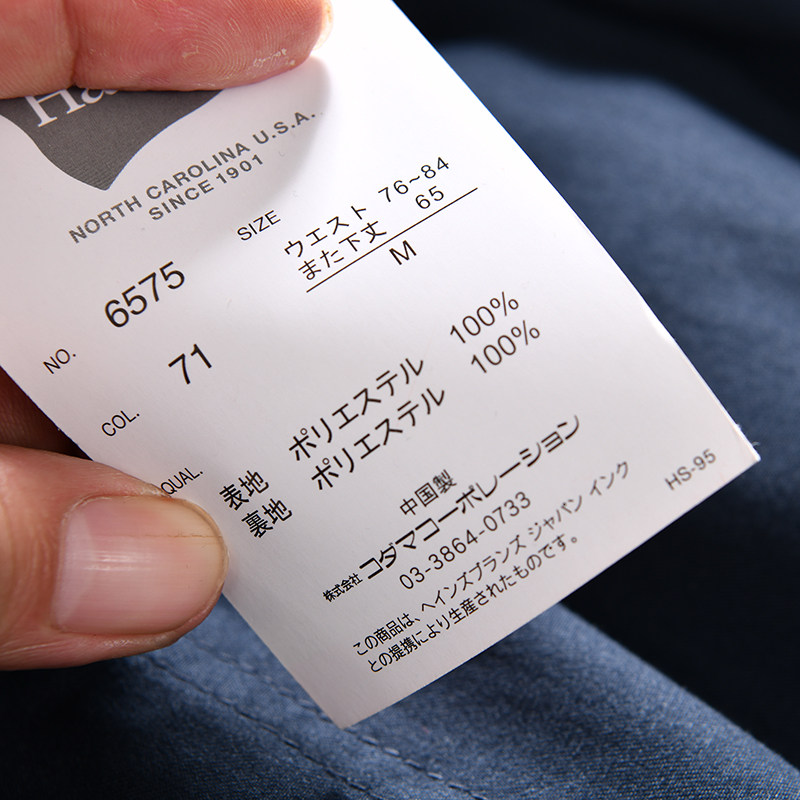 NORTH CAROLINA U.S.A.
SINCE 1901
SIZE ウエスト 76~84
また下丈 65
M
NO. 6575
COL. 71
QUAL. 表地 ポリエステル 100%
裏地 ポリエステル 100%
中国製
株式会社 コダマコーポレーション
03-3864-0733
この商品は、ヘインズブランズ ジャパン インク
との提携により生産されたものです。
HS-95